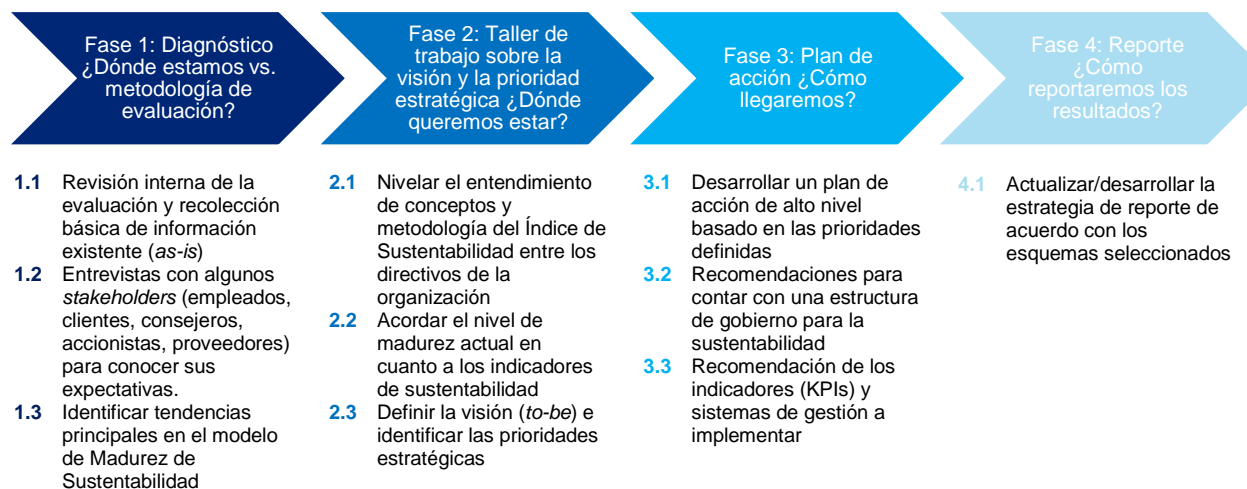 Fase 1: Diagnóstico
¿Dónde estamos vs.
metodología de
evaluación?
Fase 2: Taller de
trabajo sobre la
visión y la prioridad
estratégica ¿Dónde
queremos estar?
Fase 3: Plan de
acción ¿Cómo
llegaremos?
Fase 4: Reporte
¿Cómo
reportaremos los
resultados?
1.1 Revisión interna de la
evaluación y recolección
básica de información
existente (as-is)
1.2 Entrevistas con algunos
stakeholders (empleados,
clientes, consejeros,
accionistas, proveedores)
para conocer sus
expectativas.
1.3 Identificar tendencias
principales en el modelo
de Madurez de
Sustentabilidad
2.1 Nivelar el entendimiento
de conceptos y
metodología del Índice de
Sustentabilidad entre los
directivos de la
organización
2.2 Acordar el nivel de
madurez actual en
cuanto a los indicadores
de sustentabilidad
2.3 Definir la visión (to-be) e
identificar las prioridades
estratégicas
3.1 Desarrollar un plan de
acción de alto nivel
basado en las prioridades
definidas
3.2 Recomendaciones para
contar con una estructura
de gobierno para la
sustentabilidad
3.3 Recomendación de los
indicadores (KPIs) y
sistemas de gestión a
implementar
4.1 Actualizar/desarrollar la
estrategia de reporte de
acuerdo con los
esquemas seleccionados